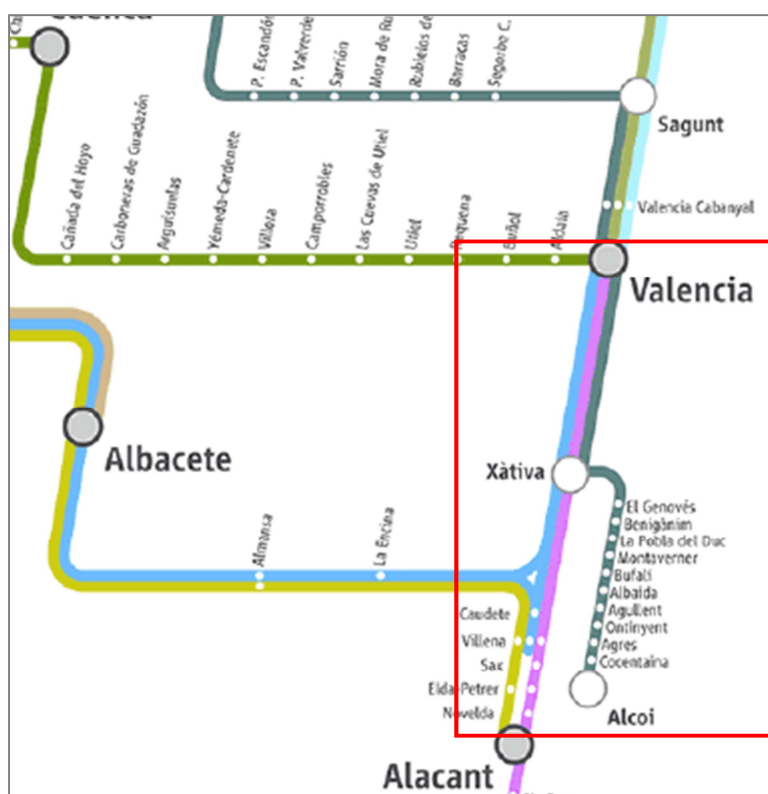 Cuenca
P. Escandón
P. Valverde
Sarrión
Mora de Ru
Rubielos de
Barracas
Segorbe C.
Sagunt
Valencia Cabanyal
Cañada del Hoyo
Carboneras de Guadazón
Arguisuelas
Yémeda-Cardenete
Villora
Camporrobles
Las Cuevas de Utiel
Utiel
Requena
Buñol
Aldaia
Valencia
Albacete
Xàtiva
El Genovés
Benigànim
La Pobla del Duc
Montaverner
Bufali
Albaida
Agullent
Ontinyent
Agres
Cocentaina
Almansa
La Encina
Caudete
Villena
Sax
Elda-Petrer
Novelda
Alcoi
Alacant